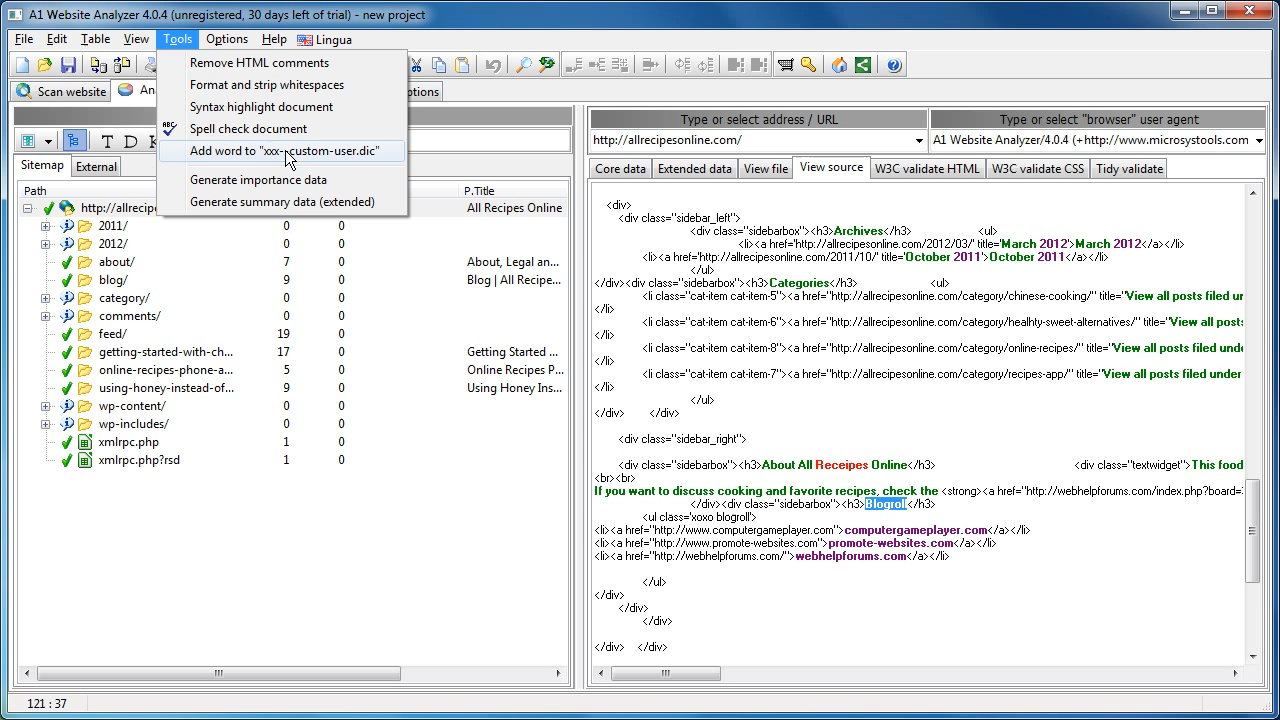 A1 Website Analyzer 4.0.4 (unregistered, 30 days left of trial) - new project
File Edit Table View Tools Options Help Lingua
Remove HTML comments
Format and strip whitespaces
Syntax highlight document
ABC Spell check document
Add word to "xxx--custom-user.dic"
Generate importance data
Generate summary data (extended)
Scan website
T D
Sitemap External
Path P.Title
All Recipes Online
2011/ 0 0
2012/ 0 0
about/ 7 0 About, Legal an...
blog/ 9 0 Blog | All Recipe...
category/ 0 0
comments/ 0 0
feed/ 19 0
getting-started-with-ch... 17 0 Getting Started ...
online-recipes-phone-a... 5 0 Online Recipes P...
using-honey-instead-of... 9 0 Using Honey Ins...
wp-content/ 0 0
wp-includes/ 0 0
xmlrpc.php 1 0
xmlrpc.php?rsd 1 0
Type or select address / URL Type or select "browser" user agent
http://allrecipesonline.com/ A1 Website Analyzer/4.0.4 (+http://www.microsystools.com
Core data Extended data View file View source W3C validate HTML W3C validate CSS Tidy validate
<div>
<div class="sidebar_left">
<div class="sidebarbox"><h3>Archives</h3> <ul>
<li><a href='http://allrecipesonline.com/2012/03/' title='March 2012'>March 2012</a></li>
<li><a href='http://allrecipesonline.com/2011/10/' title='October 2011'>October 2011</a></li>
</ul>
</div><div class="sidebarbox"><h3>Categories</h3> <ul>
<li class="cat-item cat-item-5"><a href="http://allrecipesonline.com/category/chinese-cooking/" title="View all posts filed ur
</li>
<li class="cat-item cat-item-6"><a href="http://allrecipesonline.com/category/healhty-sweet-alternatives/" title="View all posts
</li>
<li class="cat-item cat-item-8"><a href="http://allrecipesonline.com/category/online-recipes/" title="View all posts filed unde
</li>
<li class="cat-item cat-item-7"><a href="http://allrecipesonline.com/category/recipes-app/" title="View all posts filed under
</li>
</ul>
</div> </div>
<div class="sidebar_right">
<div class="sidebarbox"><h3>About All Receipes Online</h3> <div class="textwidget">This food
<br><br>
If you want to discuss cooking and favorite recipes, check the <strong><a href="http://webhelpforums.com/index.php?board=
</div><div class="sidebarbox"><h3>Blogroll</h3>
<ul class='xoxo blogroll'>
<li><a href="http://www.computergameplayer.com">computergameplayer.com</a></li>
<li><a href="http://www.promote-websites.com">promote-websites.com</a></li>
<li><a href="http://webhelpforums.com/">webhelpforums.com</a></li>
</ul>
</div>
</div>
</div>
</div> </div>
121 : 37